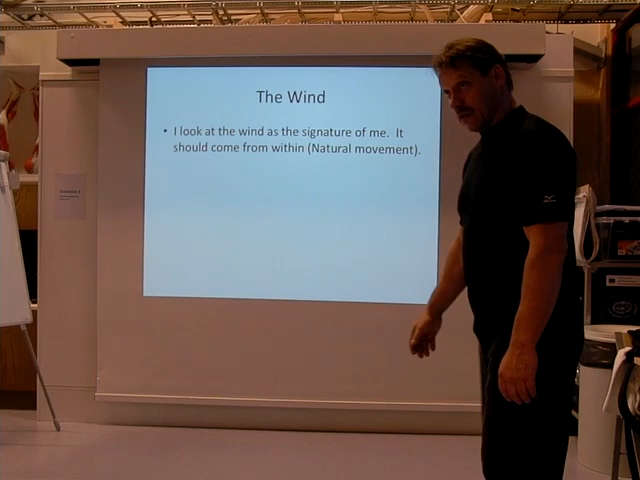 The Wind
• I look at the wind as the signature of me. It
should come from within (Natural movement).